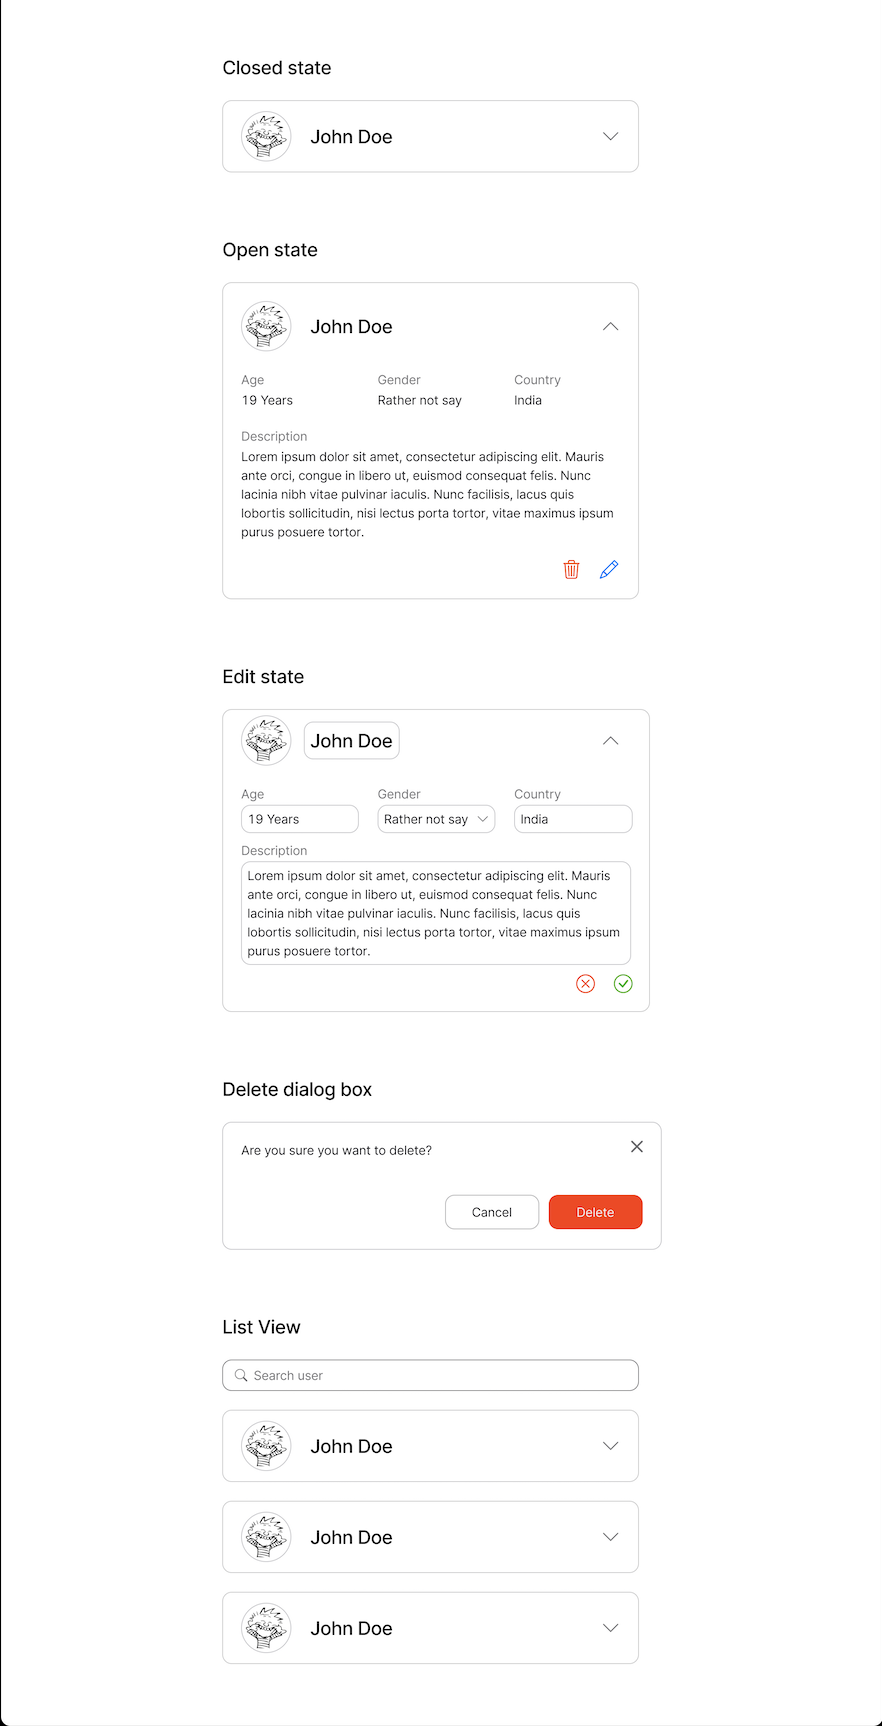 Closed state
John Doe
Open state
John Doe
Age Gender Country
19 Years Rather not say India
Description
Lorem ipsum dolor sit amet, consectetur adipiscing elit. Mauris
ante orci, congue in libero ut, euismod consequat felis. Nunc
lacinia nibh vitae pulvinar iaculis. Nunc facilisis, lacus quis
lobortis sollicitudin, nisi lectus porta tortor, vitae maximus ipsum
purus posuere tortor.
Edit state
John Doe
Age Gender Country
19 Years Rather not say India
Description
Lorem ipsum dolor sit amet, consectetur adipiscing elit. Mauris
ante orci, congue in libero ut, euismod consequat felis. Nunc
lacinia nibh vitae pulvinar iaculis. Nunc facilisis, lacus quis
lobortis sollicitudin, nisi lectus porta tortor, vitae maximus ipsum
purus posuere tortor.
Delete dialog box
Are you sure you want to delete?
Cancel Delete
List View
Search user
John Doe
John Doe
John Doe